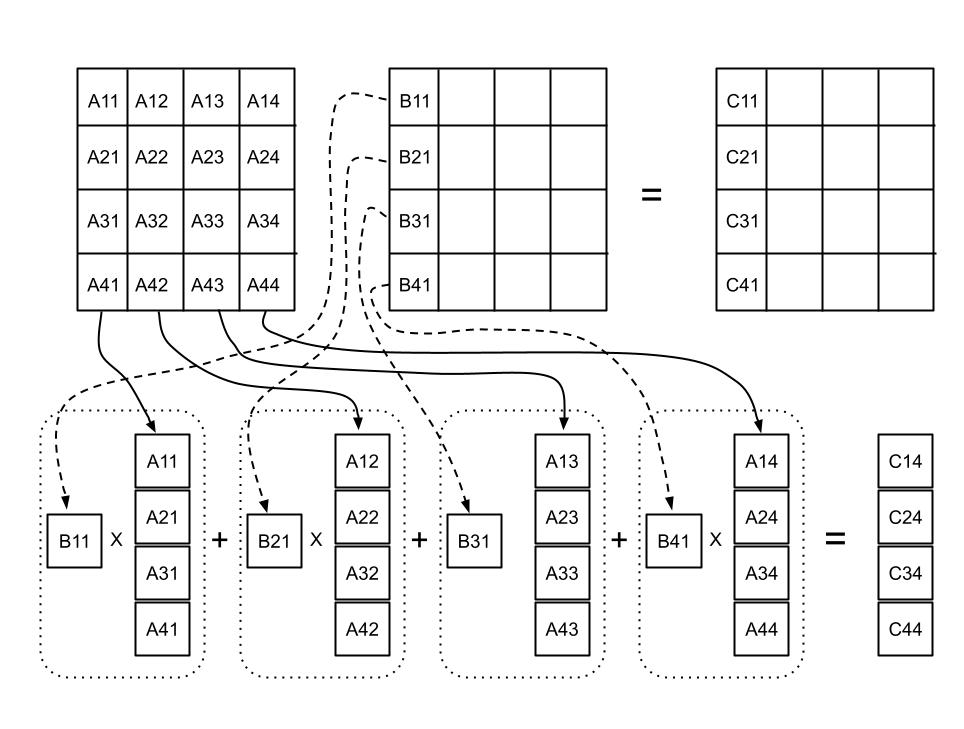 A11 A12 A13 A14 B11 C11
A21 A22 A23 A24 B21 = C21
A31 A32 A33 A34 B31 C31
A41 A42 A43 A44 B41 C41
A11 A12 A13 A14 C14
A21 A22 A23 A24 C24
B11 X + B21 X + B31 + B41 X =
A31 A32 A33 A34 C34
A41 A42 A43 A44 C44